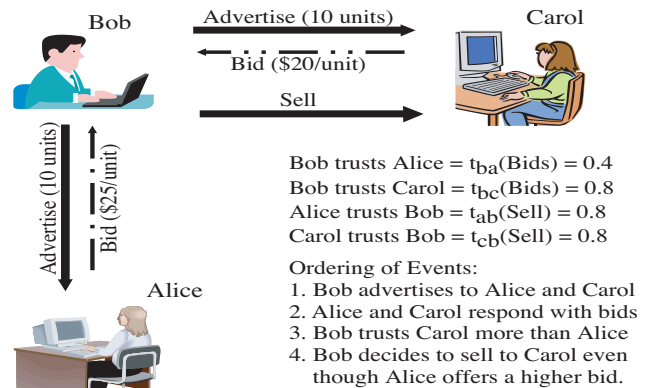 Bob
Advertise (10 units)
Carol
Bid ($20/unit)
Sell
Advertise (10 units)
Bid ($25/unit)
Alice
Bob trusts Alice = tba(Bids) = 0.4
Bob trusts Carol = tbc(Bids) = 0.8
Alice trusts Bob = tab(Sell) = 0.8
Carol trusts Bob = tcb(Sell) = 0.8
Ordering of Events:
1. Bob advertises to Alice and Carol
2. Alice and Carol respond with bids
3. Bob trusts Carol more than Alice
4. Bob decides to sell to Carol even
though Alice offers a higher bid.